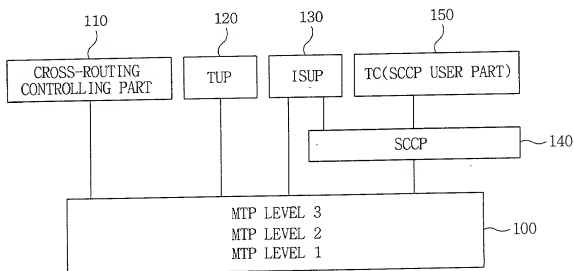 110
120
130
150
CROSS-ROUTING
CONTROLLING PART
TUP
ISUP
TC(SCCP USER PART)
SCCP
140
MTP LEVEL 3
MTP LEVEL 2
MTP LEVEL 1
100